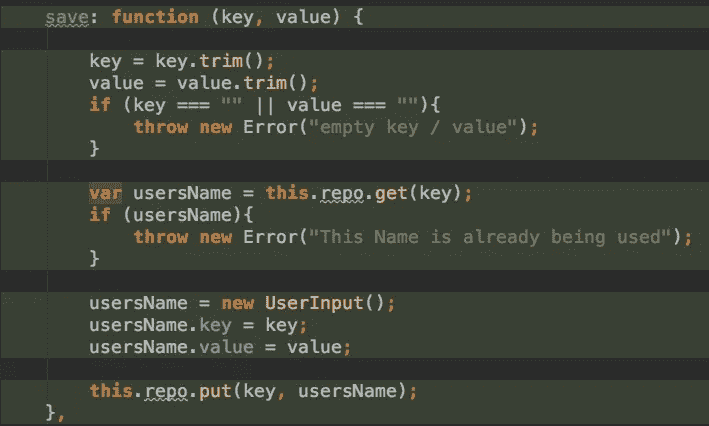 save: function (key, value) {
key = key.trim();
value = value.trim();
if (key === "" || value === ""){
throw new Error("empty key / value");
}
var usersName = this.repo.get(key);
if (usersName){
throw new Error("This Name is already being used");
}
usersName = new UserInput();
usersName.key = key;
usersName.value = value;
this.repo.put(key, usersName);
},